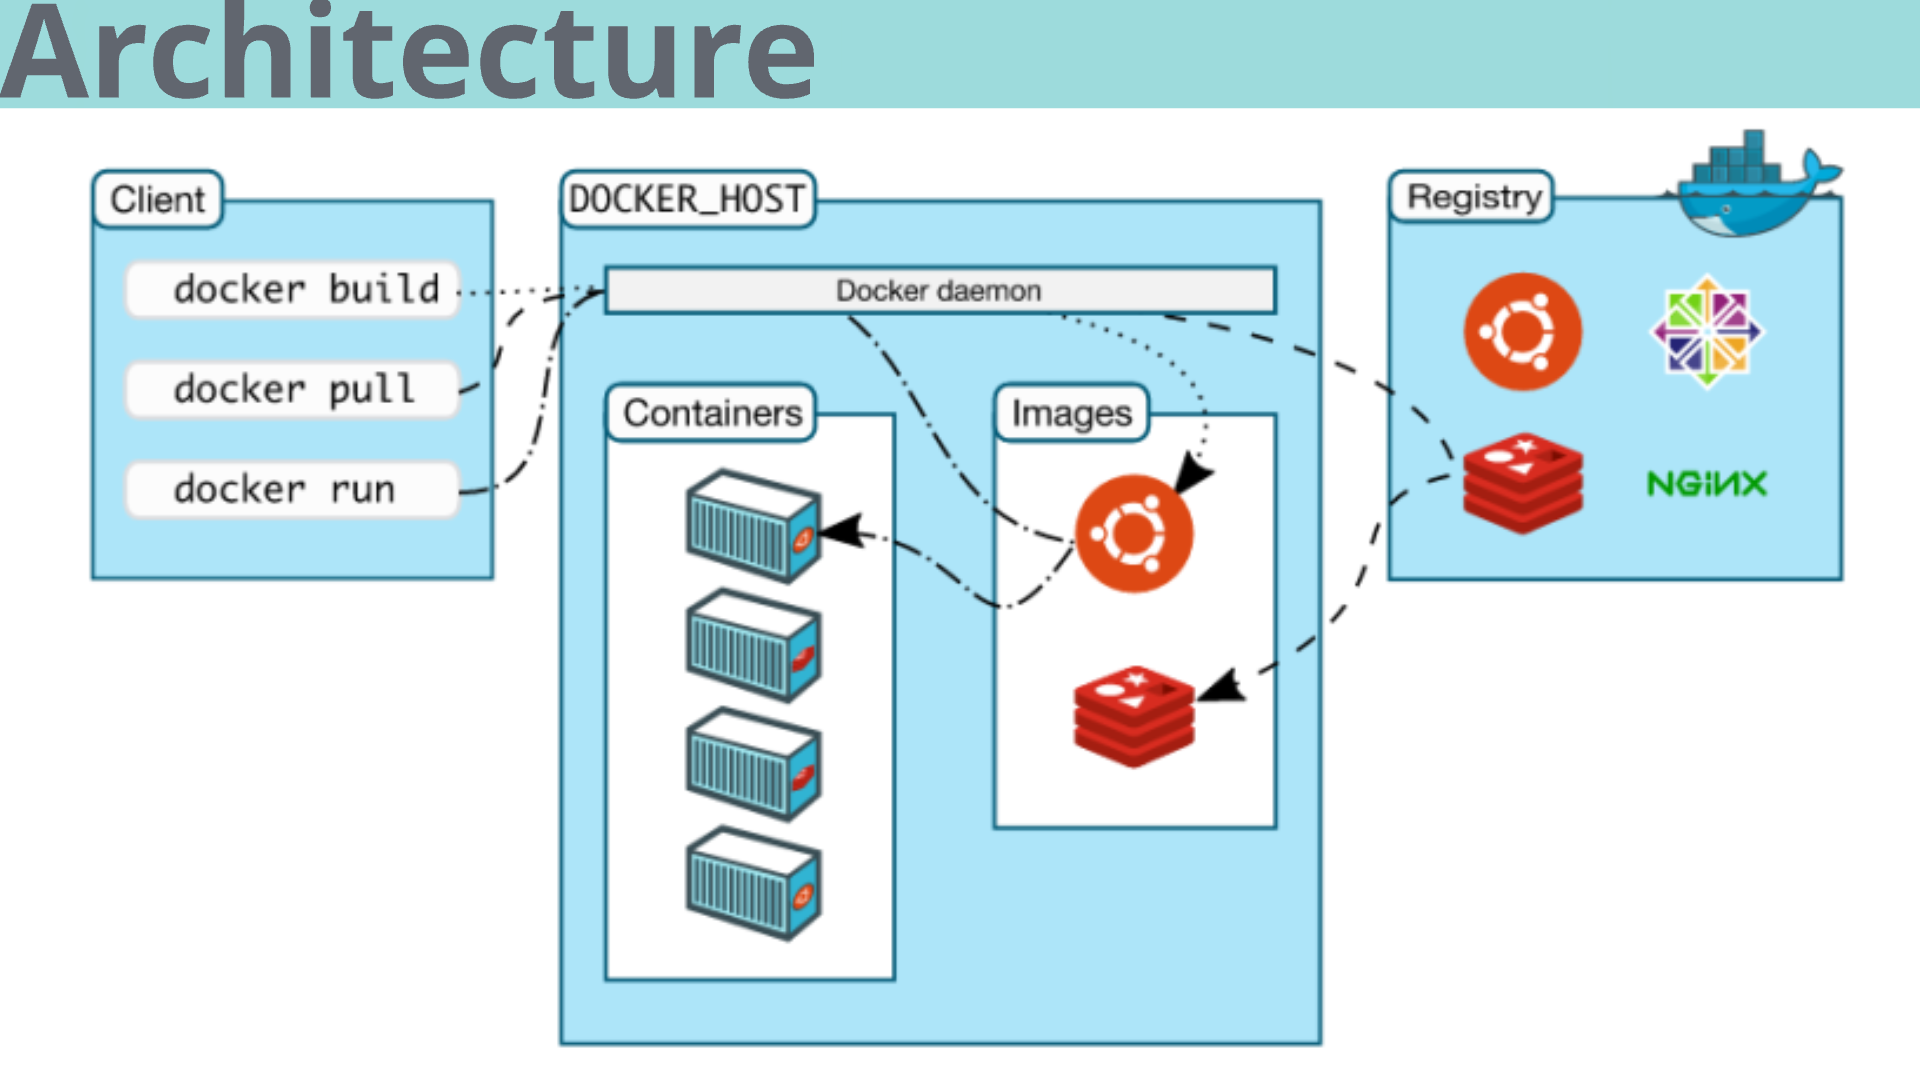 Architecture
Client
docker build
docker pull
docker run
DOCKER_HOST
Docker daemon
Containers
Images
Registry
NGiNX